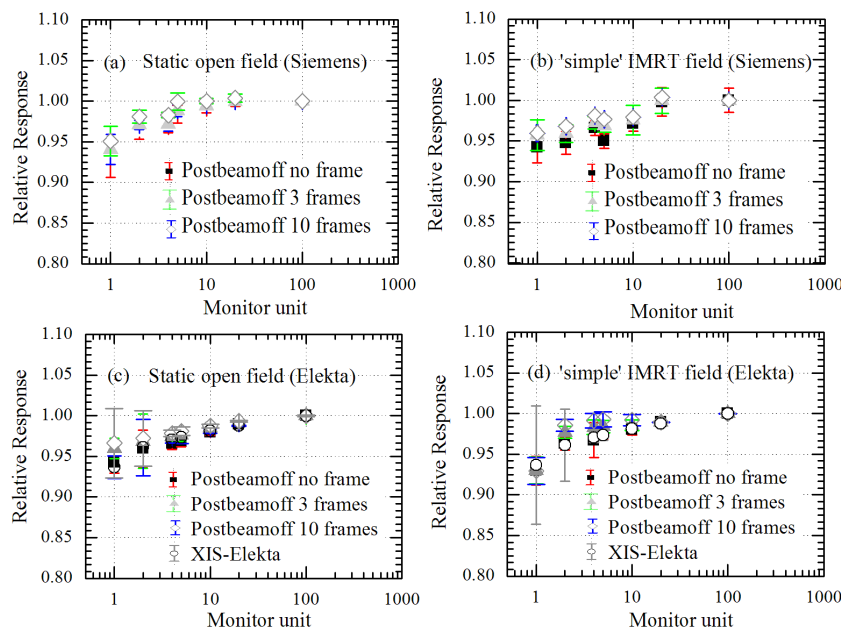 1.10
1.05
1.00
0.95
0.90
0.85
0.80
Relative Response
(a) Static open field (Siemens)
Postbeamoff no frame
Postbeamoff 3 frames
Postbeamoff 10 frames
1 10 100 1000
Monitor unit
1.10
1.05
1.00
0.95
0.90
0.85
0.80
Relative Response
(b) 'simple' IMRT field (Siemens)
Postbeamoff no frame
Postbeamoff 3 frames
Postbeamoff 10 frames
1 10 100 1000
Monitor unit
1.10
1.05
1.00
0.95
0.90
0.85
0.80
Relative Response
(c) Static open field (Elekta)
Postbeamoff no frame
Postbeamoff 3 frames
Postbeamoff 10 frames
XIS-Elekta
1 10 100 1000
Monitor unit
1.10
1.05
1.00
0.95
0.90
0.85
0.80
Relative Response
(d) 'simple' IMRT field (Elekta)
Postbeamoff no frame
Postbeamoff 3 frames
Postbeamoff 10 frames
XIS-Elekta
1 10 100 1000
Monitor unit